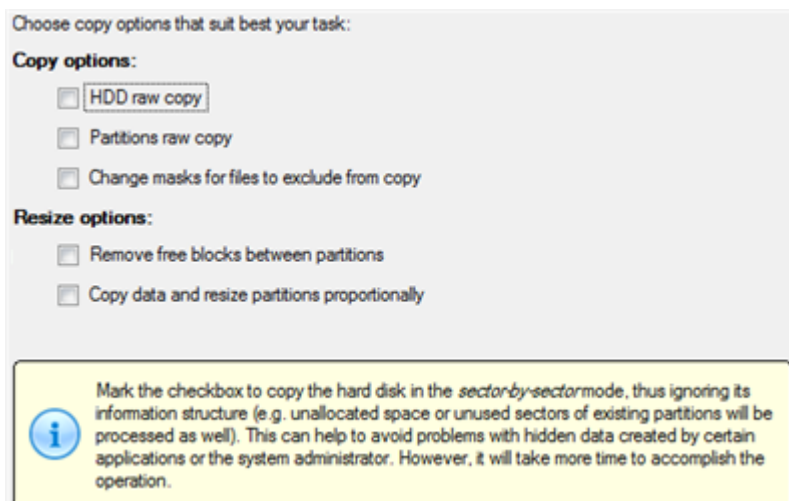 Choose copy options that suit best your task:
Copy options:
HDD raw copy
Partitions raw copy
Change masks for files to exclude from copy
Resize options:
Remove free blocks between partitions
Copy data and resize partitions proportionally
Mark the checkbox to copy the hard disk in the sector-by-sector mode, thus ignoring its
information structure (e.g. unallocated space or unused sectors of existing partitions will be
processed as well). This can help to avoid problems with hidden data created by certain
applications or the system administrator. However, it will take more time to accomplish the
operation.